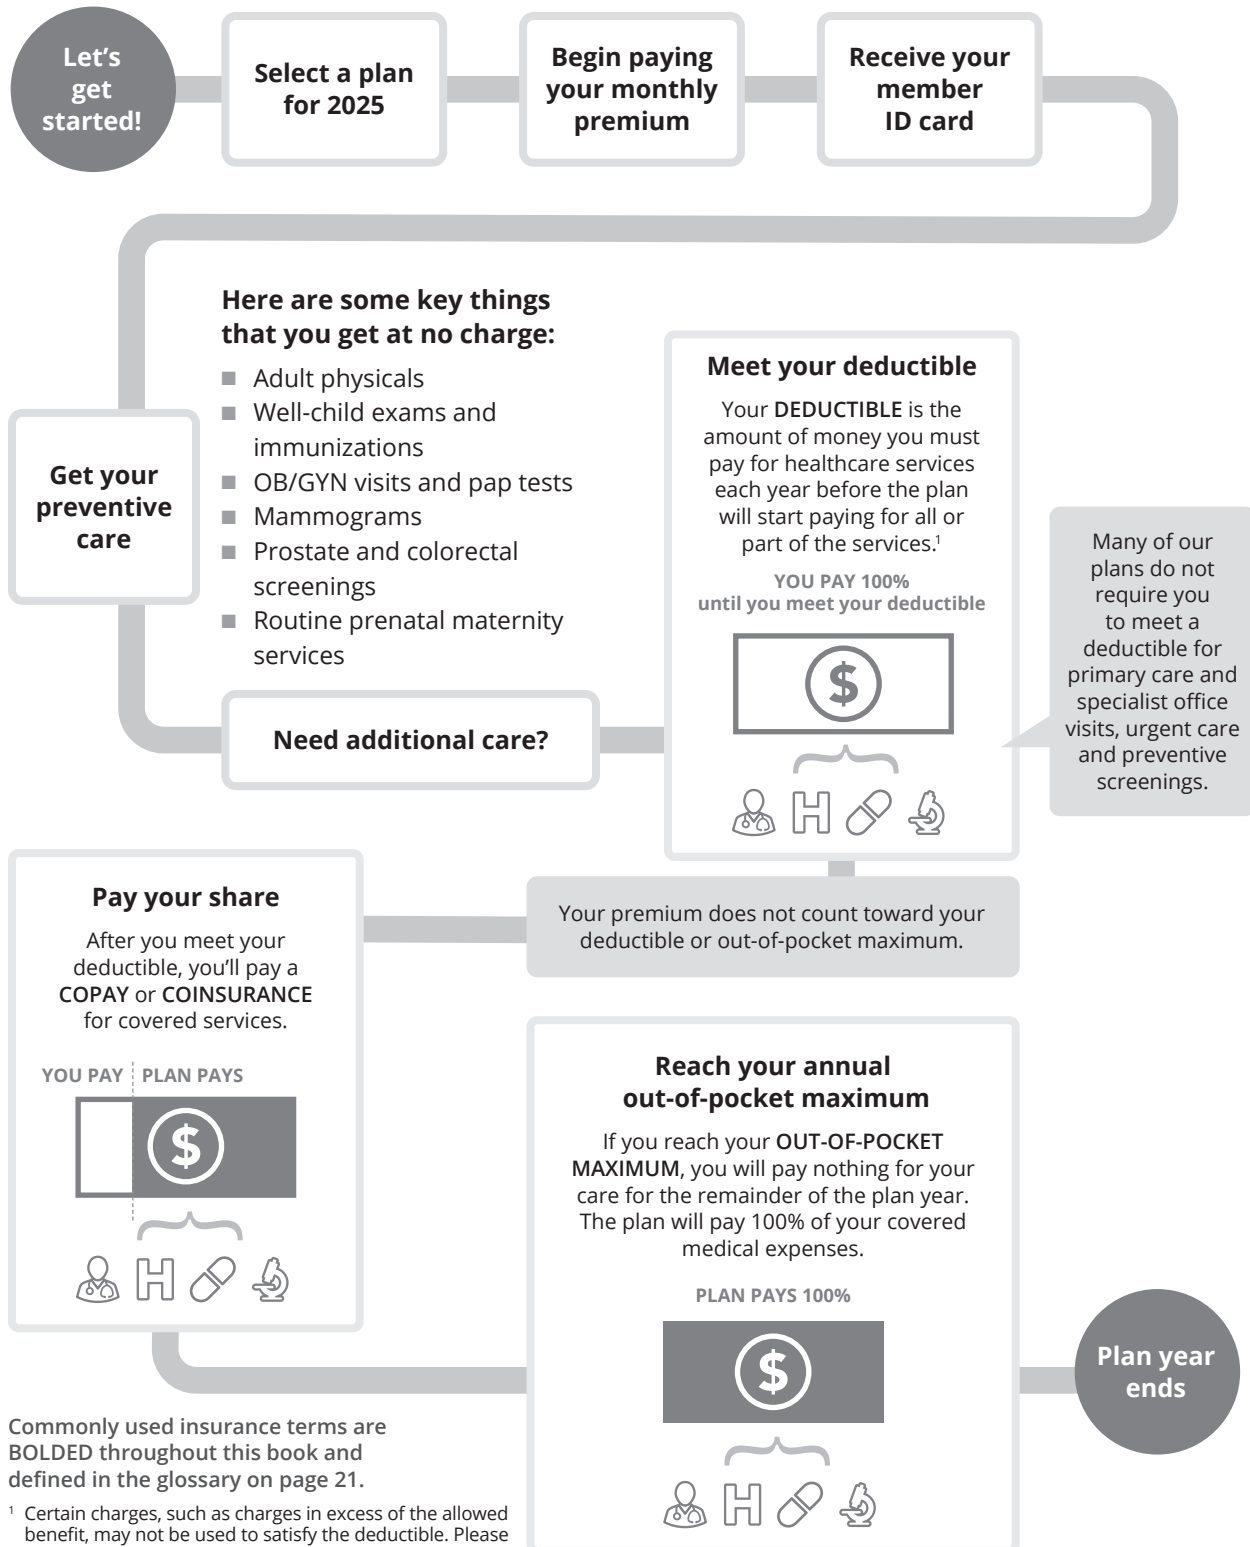 Let's
get
started!
Select a plan
for 2025
Begin paying
your monthly
premium
Receive your
member
ID card
Here are some key things
that you get at no charge:
■ Adult physicals
■ Well-child exams and
immunizations
■ OB/GYN visits and pap tests
■ Mammograms
■ Prostate and colorectal
screenings
■ Routine prenatal maternity
services
Get your
preventive
care
Need additional care?
Meet your deductible
Your DEDUCTIBLE is the
amount of money you must
pay for healthcare services
each year before the plan
will start paying for all or
part of the services.¹
YOU PAY 100%
until you meet your deductible
$
H
Many of our
plans do not
require you
to meet a
deductible for
primary care and
specialist office
visits, urgent care
and preventive
screenings.
Your premium does not count toward your
deductible or out-of-pocket maximum.
Pay your share
After you meet your
deductible, you'll pay a
COPAY or COINSURANCE
for covered services.
YOU PAY PLAN PAYS
$
H
Reach your annual
out-of-pocket maximum
If you reach your OUT-OF-POCKET
MAXIMUM, you will pay nothing for your
care for the remainder of the plan year.
The plan will pay 100% of your covered
medical expenses.
PLAN PAYS 100%
$
H
Plan year
ends
Commonly used insurance terms are
BOLDED throughout this book and
defined in the glossary on page 21.
¹ Certain charges, such as charges in excess of the allowed
benefit, may not be used to satisfy the deductible. Please